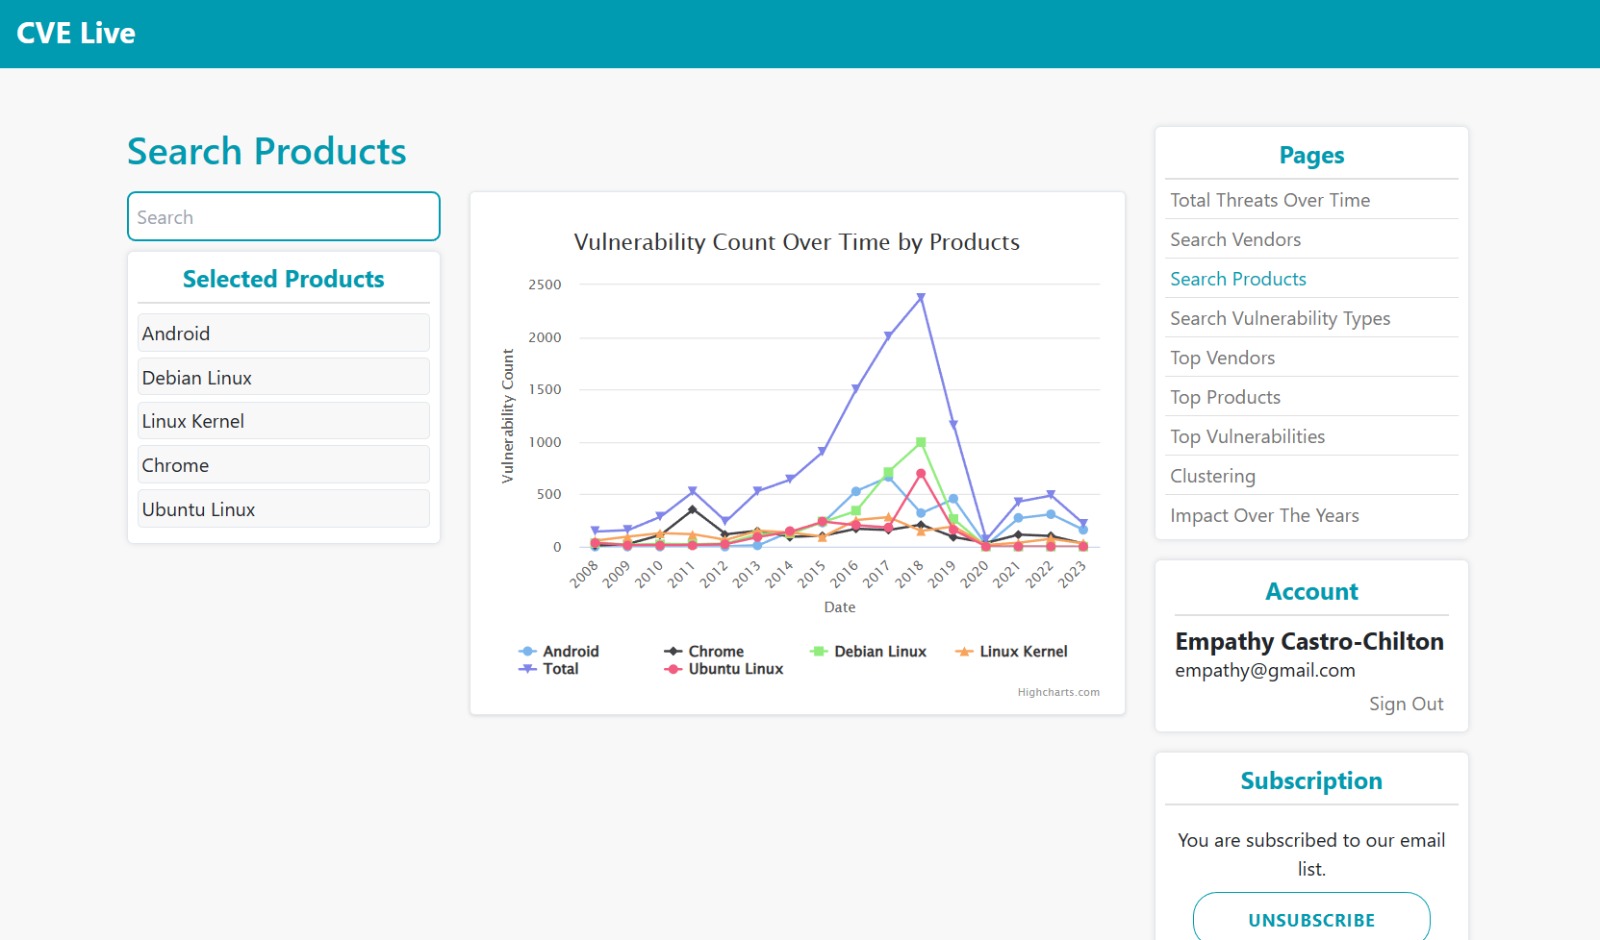 CVE Live
Search Products
Search
Selected Products
Android
Debian Linux
Linux Kernel
Chrome
Ubuntu Linux
Vulnerability Count Over Time by Products
Vulnerability Count
2500
2000
1500
1000
500
0
2008 2009 2010 2011 2012 2013 2014 2015 2016 2017 2018 2019 2020 2021 2022 2023
Date
Android Chrome Debian Linux Linux Kernel
Total Ubuntu Linux
Highcharts.com
Pages
Total Threats Over Time
Search Vendors
Search Products
Search Vulnerability Types
Top Vendors
Top Products
Top Vulnerabilities
Clustering
Impact Over The Years
Account
Empathy Castro-Chilton
empathy@gmail.com
Sign Out
Subscription
You are subscribed to our email
list.
UNSUBSCRIBE